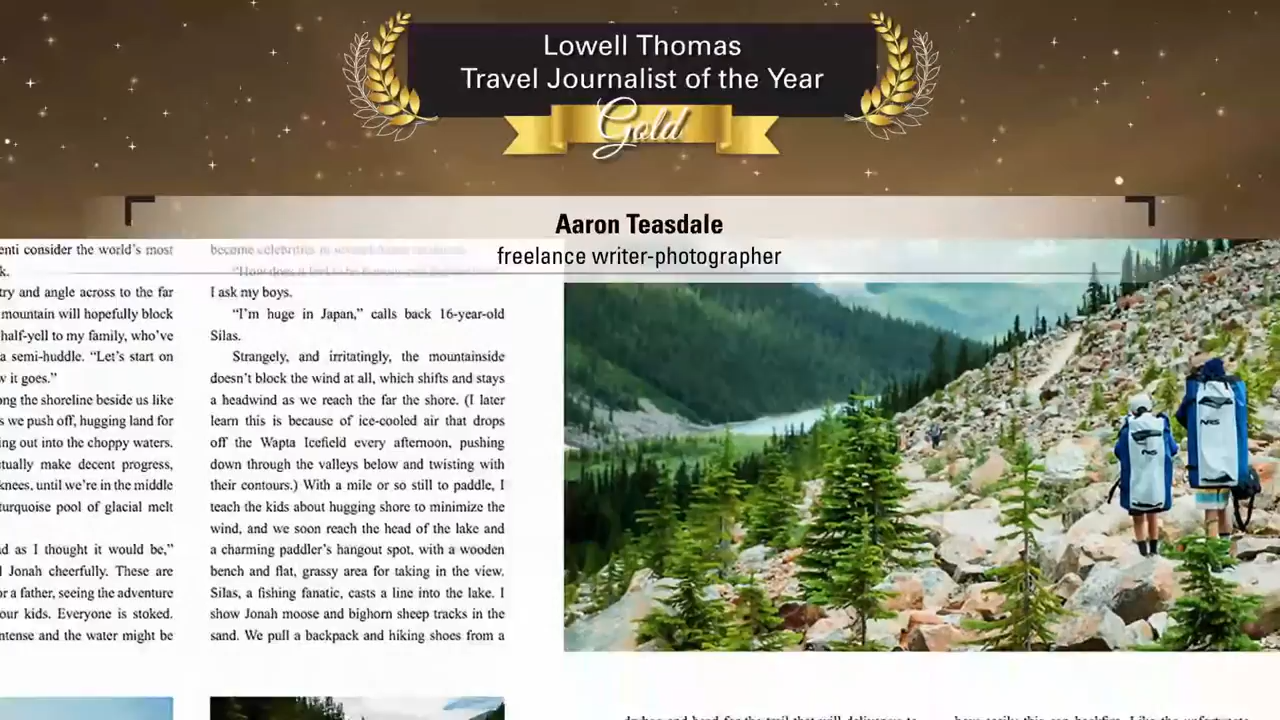 Lowell Thomas
Travel Journalist of the Year
Gold
Aaron Teasdale
freelance writer-photographer
enti consider the world's most
k.
try and angle across to the far
mountain will hopefully block
half-yell to my family, who've
a semi-huddle. "Let's start on
w it goes."
ong the shoreline beside us like
s we push off, hugging land for
ing out into the choppy waters.
ctually make decent progress,
knees, until we're in the middle
turquoise pool of glacial melt
ad as I thought it would be,"
l Jonah cheerfully. These are
or a father, seeing the adventure
our kids. Everyone is stoked.
ntense and the water might be
become celebrities in
"How does it feel to be
I ask my boys.
"I'm huge in Japan," calls back 16-year-old
Silas.
Strangely, and irritatingly, the mountainside
doesn't block the wind at all, which shifts and stays
a headwind as we reach the far the shore. (I later
learn this is because of ice-cooled air that drops
off the Wapta Icefield every afternoon, pushing
down through the valleys below and twisting with
their contours.) With a mile or so still to paddle, I
teach the kids about hugging shore to minimize the
wind, and we soon reach the head of the lake and
a charming paddler's hangout spot, with a wooden
bench and flat, grassy area for taking in the view.
Silas, a fishing fanatic, casts a line into the lake. I
show Jonah moose and bighorn sheep tracks in the
sand. We pull a backpack and hiking shoes from a
NRS
NRS